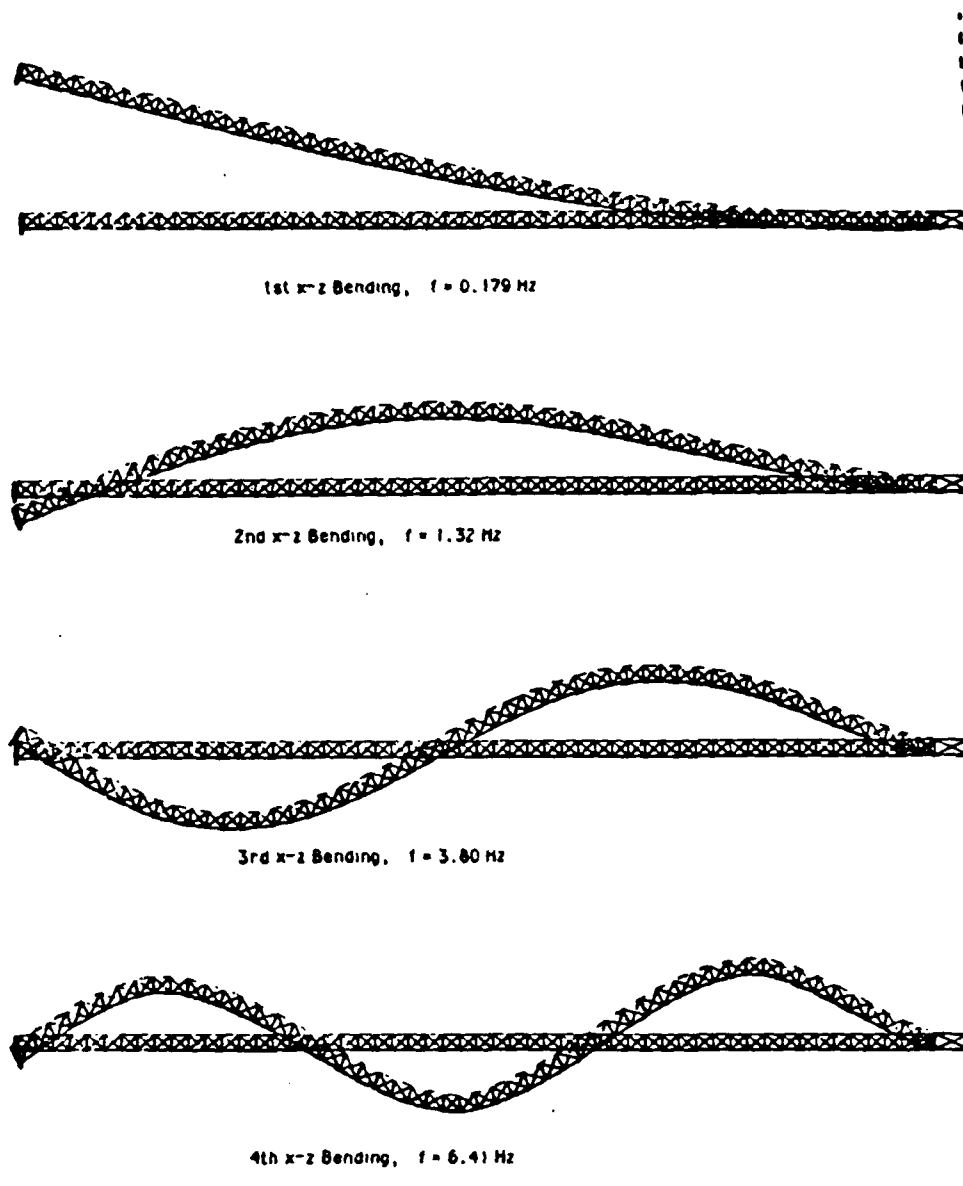 1st x-z Bending, f = 0.179 Hz
2nd x-z Bending, f = 1.32 Hz
3rd x-z Bending, f = 3.80 Hz
4th x-z Bending, f = 6.41 Hz